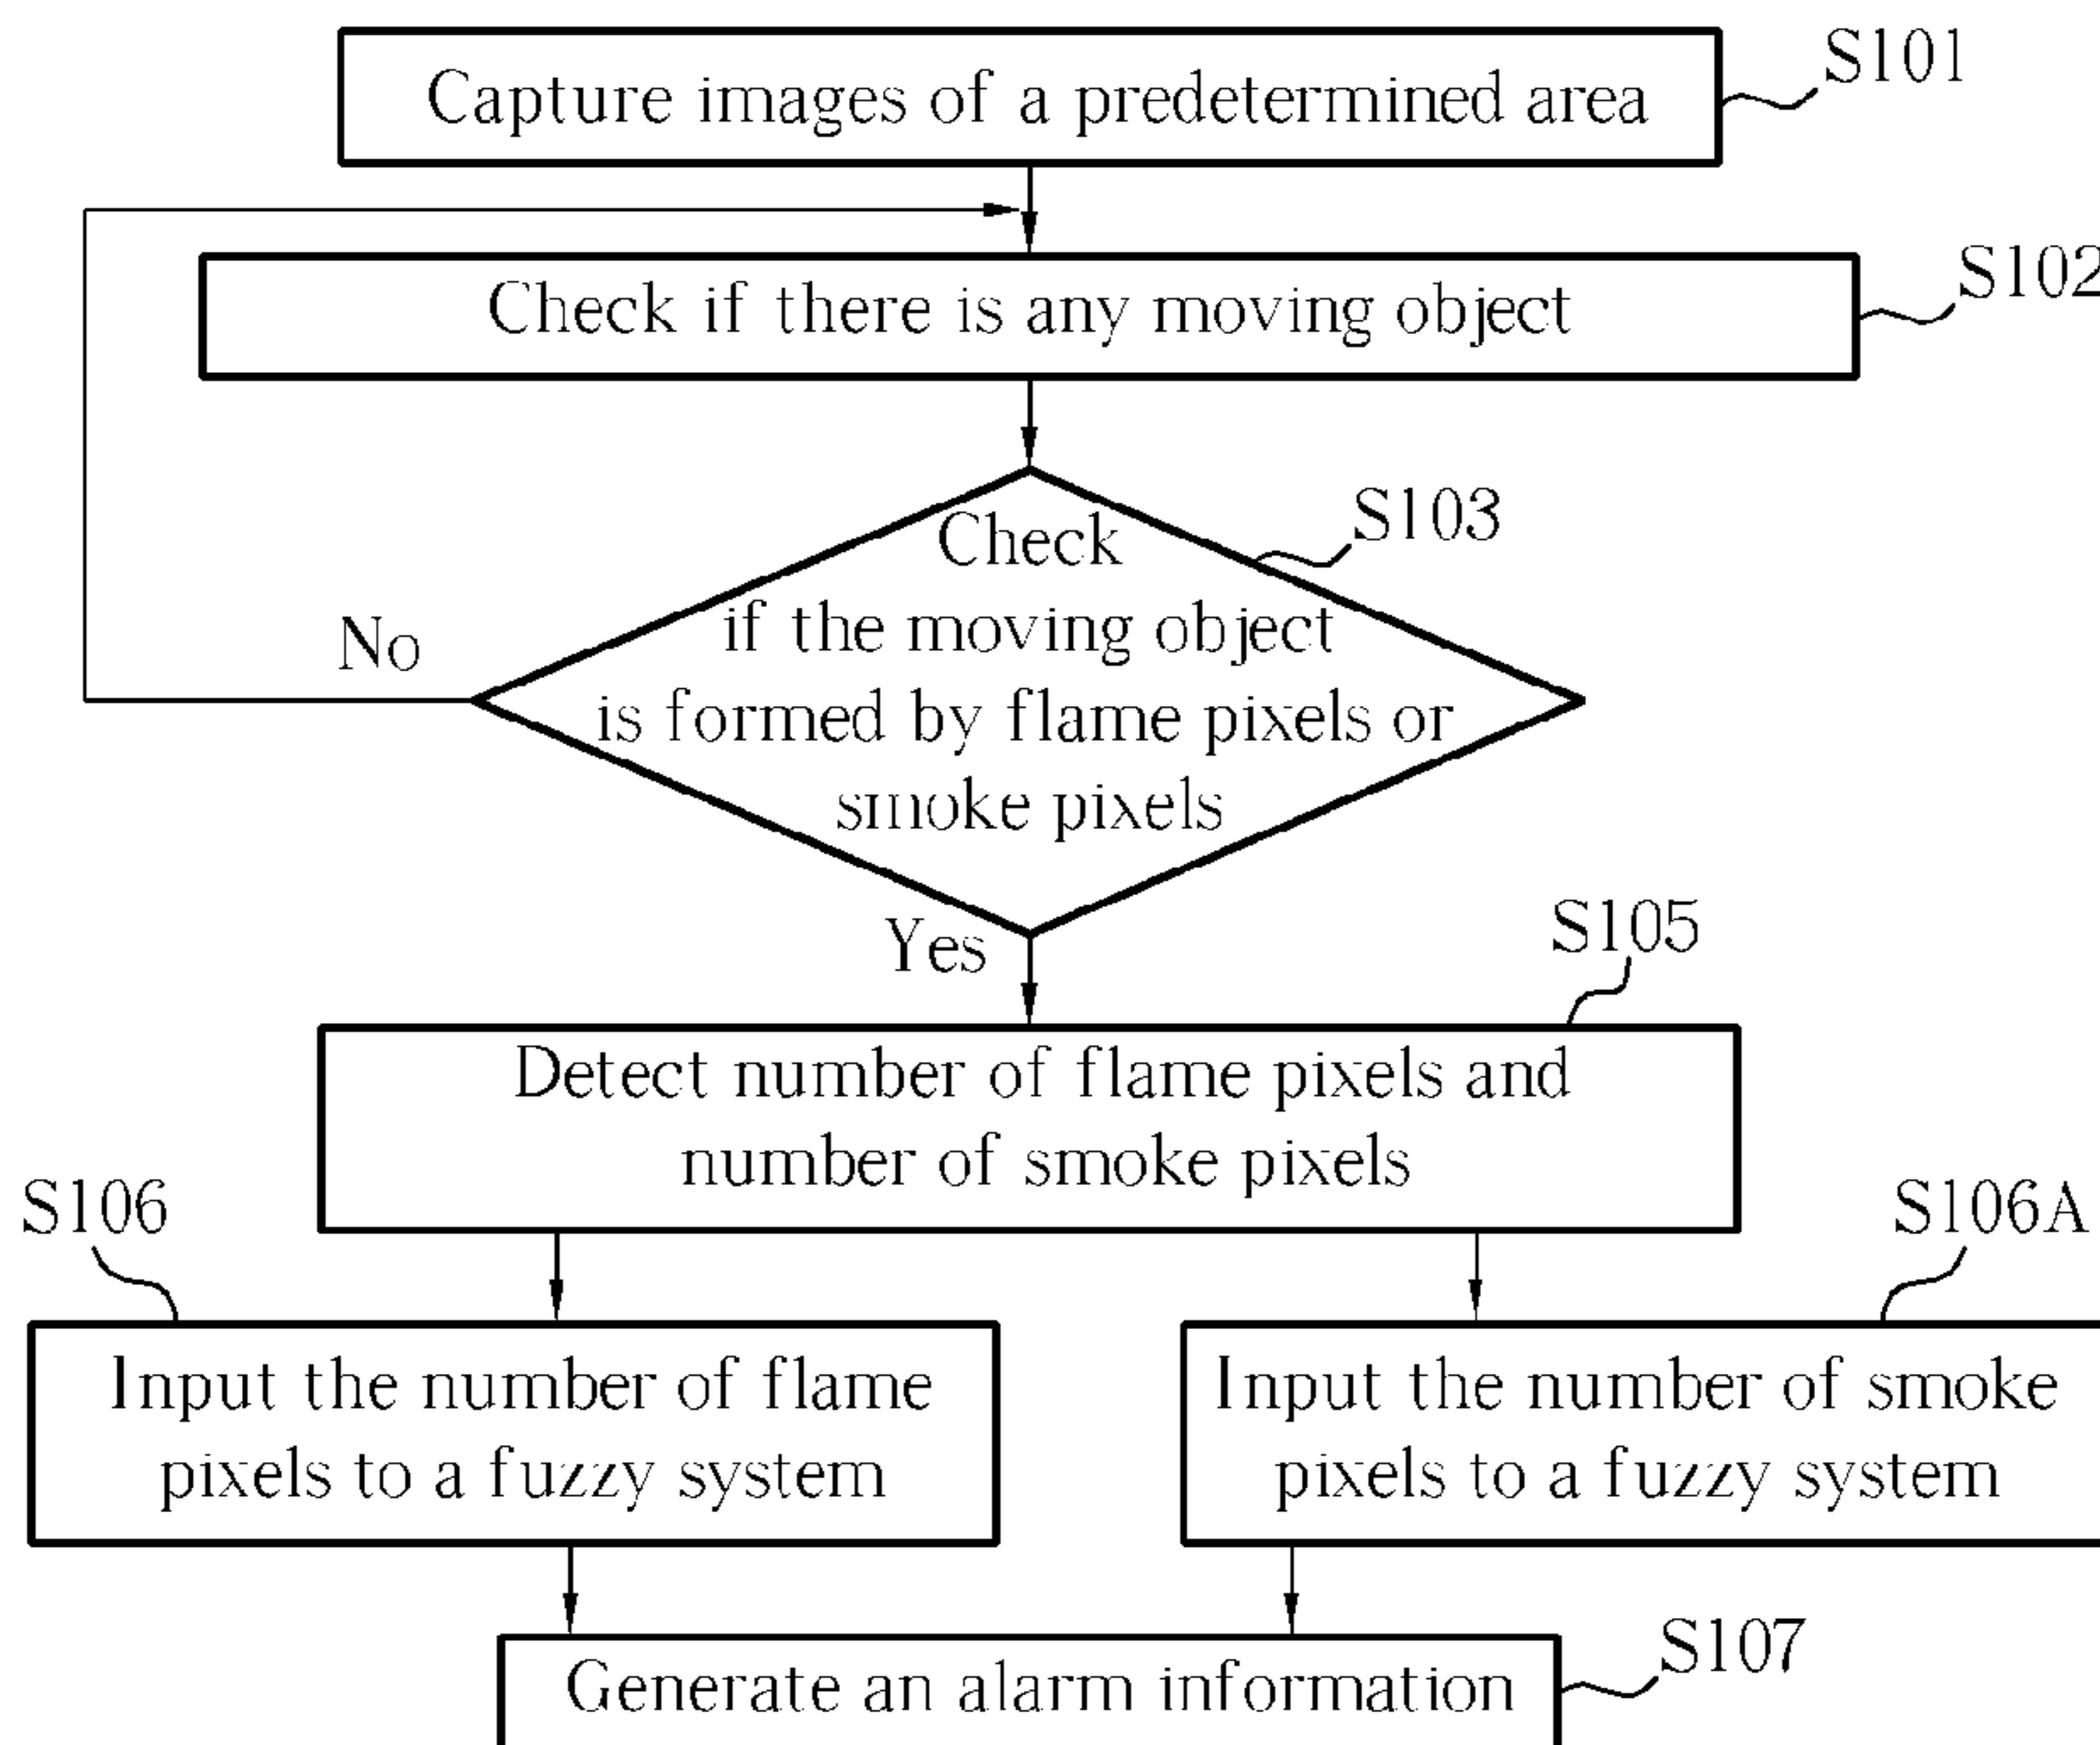 Capture images of a predetermined area
S101
Check if there is any moving object
S102
Check
if the moving object
is formed by flame pixels or
smoke pixels
S103
No
Yes
S105
Detect number of flame pixels and
number of smoke pixels
S106
S106A
Input the number of flame
pixels to a fuzzy system
Input the number of smoke
pixels to a fuzzy system
Generate an alarm information
S107